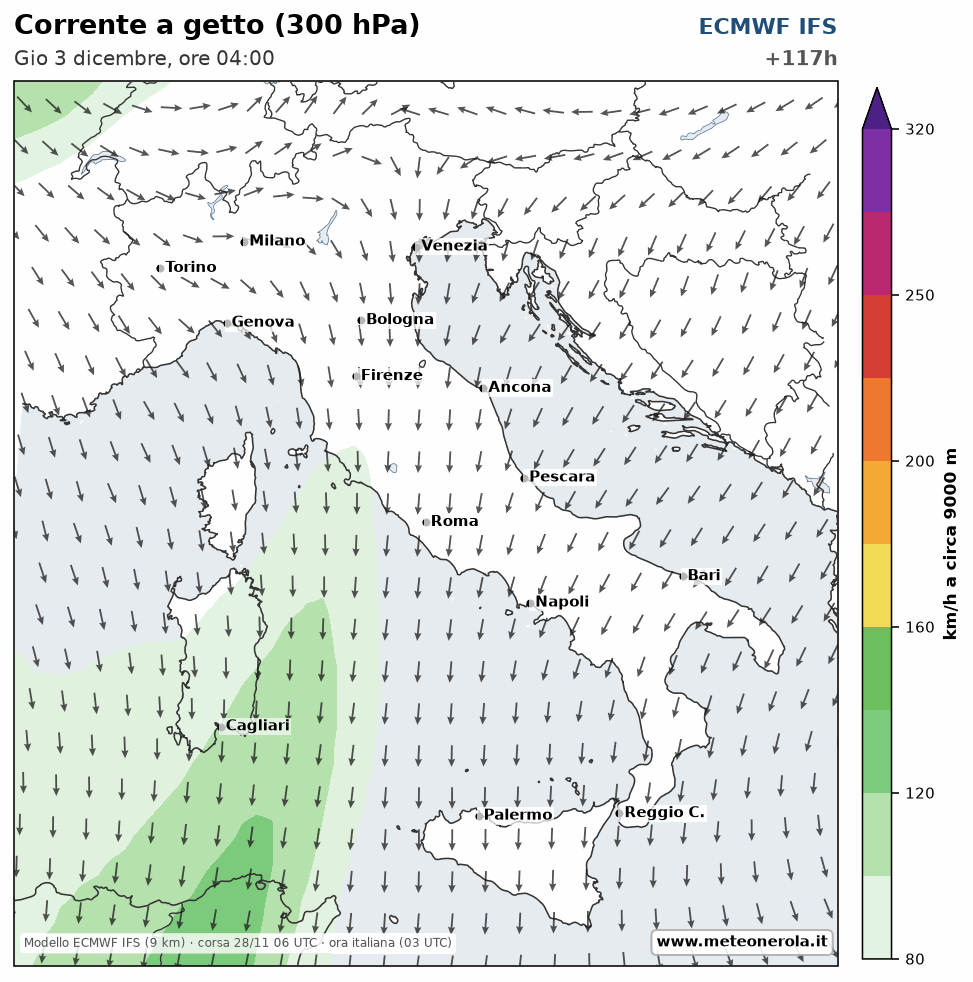 Corrente a getto (300 hPa)
ECMWF IFS
Gio 3 dicembre, ore 04:00
+117h
Milano
Venezia
Torino
Genova
Bologna
Firenze
Ancona
Pescara
Roma
Bari
Napoli
Cagliari
Palermo
Reggio C.
320
250
200
160
120
80
km/h a circa 9000 m
Modello ECMWF IFS (9 km) · corsa 28/11 06 UTC · ora italiana (03 UTC)
www.meteonerola.it